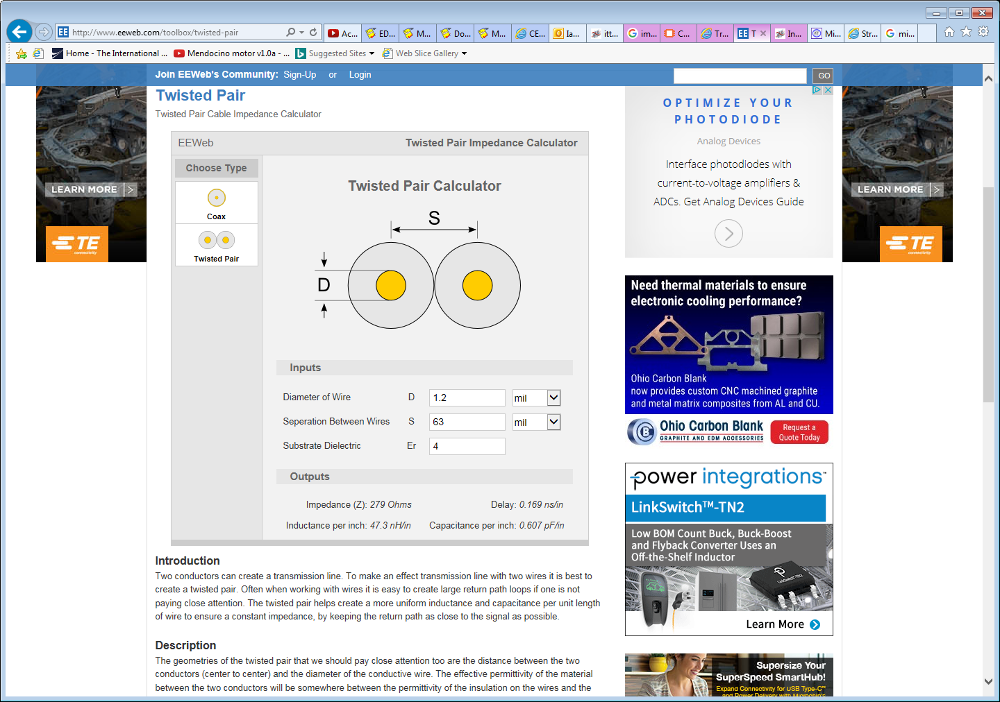 http://www.eeweb.com/toolbox/twisted-pair
Ac...
ED...
M...
Do...
M...
CE...
Ia...
itt...
im...
C...
Tr...
EE T
In...
Mi...
Str...
mi...
Home - The International ...
Mendocino motor v1.0a - ...
Suggested Sites
Web Slice Gallery
Join EEWeb's Community: Sign-Up or Login
GO
Twisted Pair
Twisted Pair Cable Impedance Calculator
EEWeb
Twisted Pair Impedance Calculator
Choose Type
Coax
Twisted Pair
Twisted Pair Calculator
S
D
Inputs
Diameter of Wire D 1.2 mil
Seperation Between Wires S 63 mil
Substrate Dielectric Er 4
Outputs
Impedance (Z): 279 Ohms Delay: 0.169 ns/in
Inductance per inch: 47.3 nH/in Capacitance per inch: 0.607 pF/in
Introduction
Two conductors can create a transmission line. To make an effect transmission line with two wires it is best to
create a twisted pair. Often when working with wires it is easy to create large return path loops if one is not
paying close attention. The twisted pair helps create a more uniform inductance and capacitance per unit length
of wire to ensure a constant impedance, by keeping the return path as close to the signal as possible.
Description
The geometries of the twisted pair that we should pay close attention too are the distance between the two
conductors (center to center) and the diameter of the conductive wire. The effective permittivity of the material
between the two conductors will be somewhere between the permittivity of the insulation on the wires and the
LEARN MORE
TE
connectivity
OPTIMIZE YOUR
PHOTODIODE
Analog Devices
Interface photodiodes with
current-to-voltage amplifiers &
ADCs. Get Analog Devices Guide
LEARN MORE
TE
connectivity
Need thermal materials to ensure
electronic cooling performance?
Ohio Carbon Blank
now provides custom CNC machined graphite
and metal matrix composites from AL and CU.
Ohio Carbon Blank
GRAPHITE AND EDM ACCESSORIES
Request a
Quote Today
power integrations™
LinkSwitch™-TN2
Low BOM Count Buck, Buck-Boost
and Flyback Converter Uses an
Off-the-Shelf Inductor
LinkSwitch-TN2
Learn More
Supersize Your
SuperSpeed SmartHub!
Expand Connectivity for USB Type-C™
and Power Delivery with Microchip's